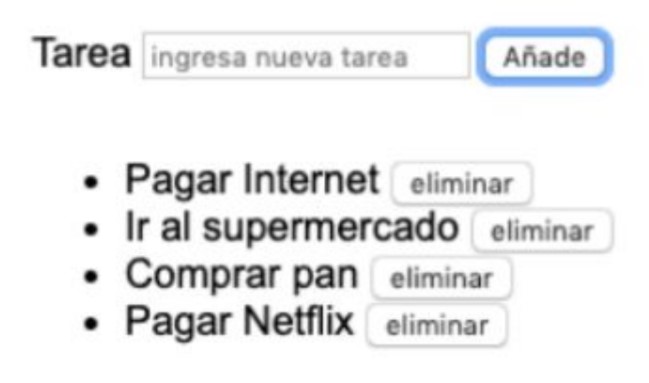 Tarea ingresa nueva tarea Añade
Pagar Internet eliminar
Ir al supermercado eliminar
Comprar pan eliminar
Pagar Netflix eliminar